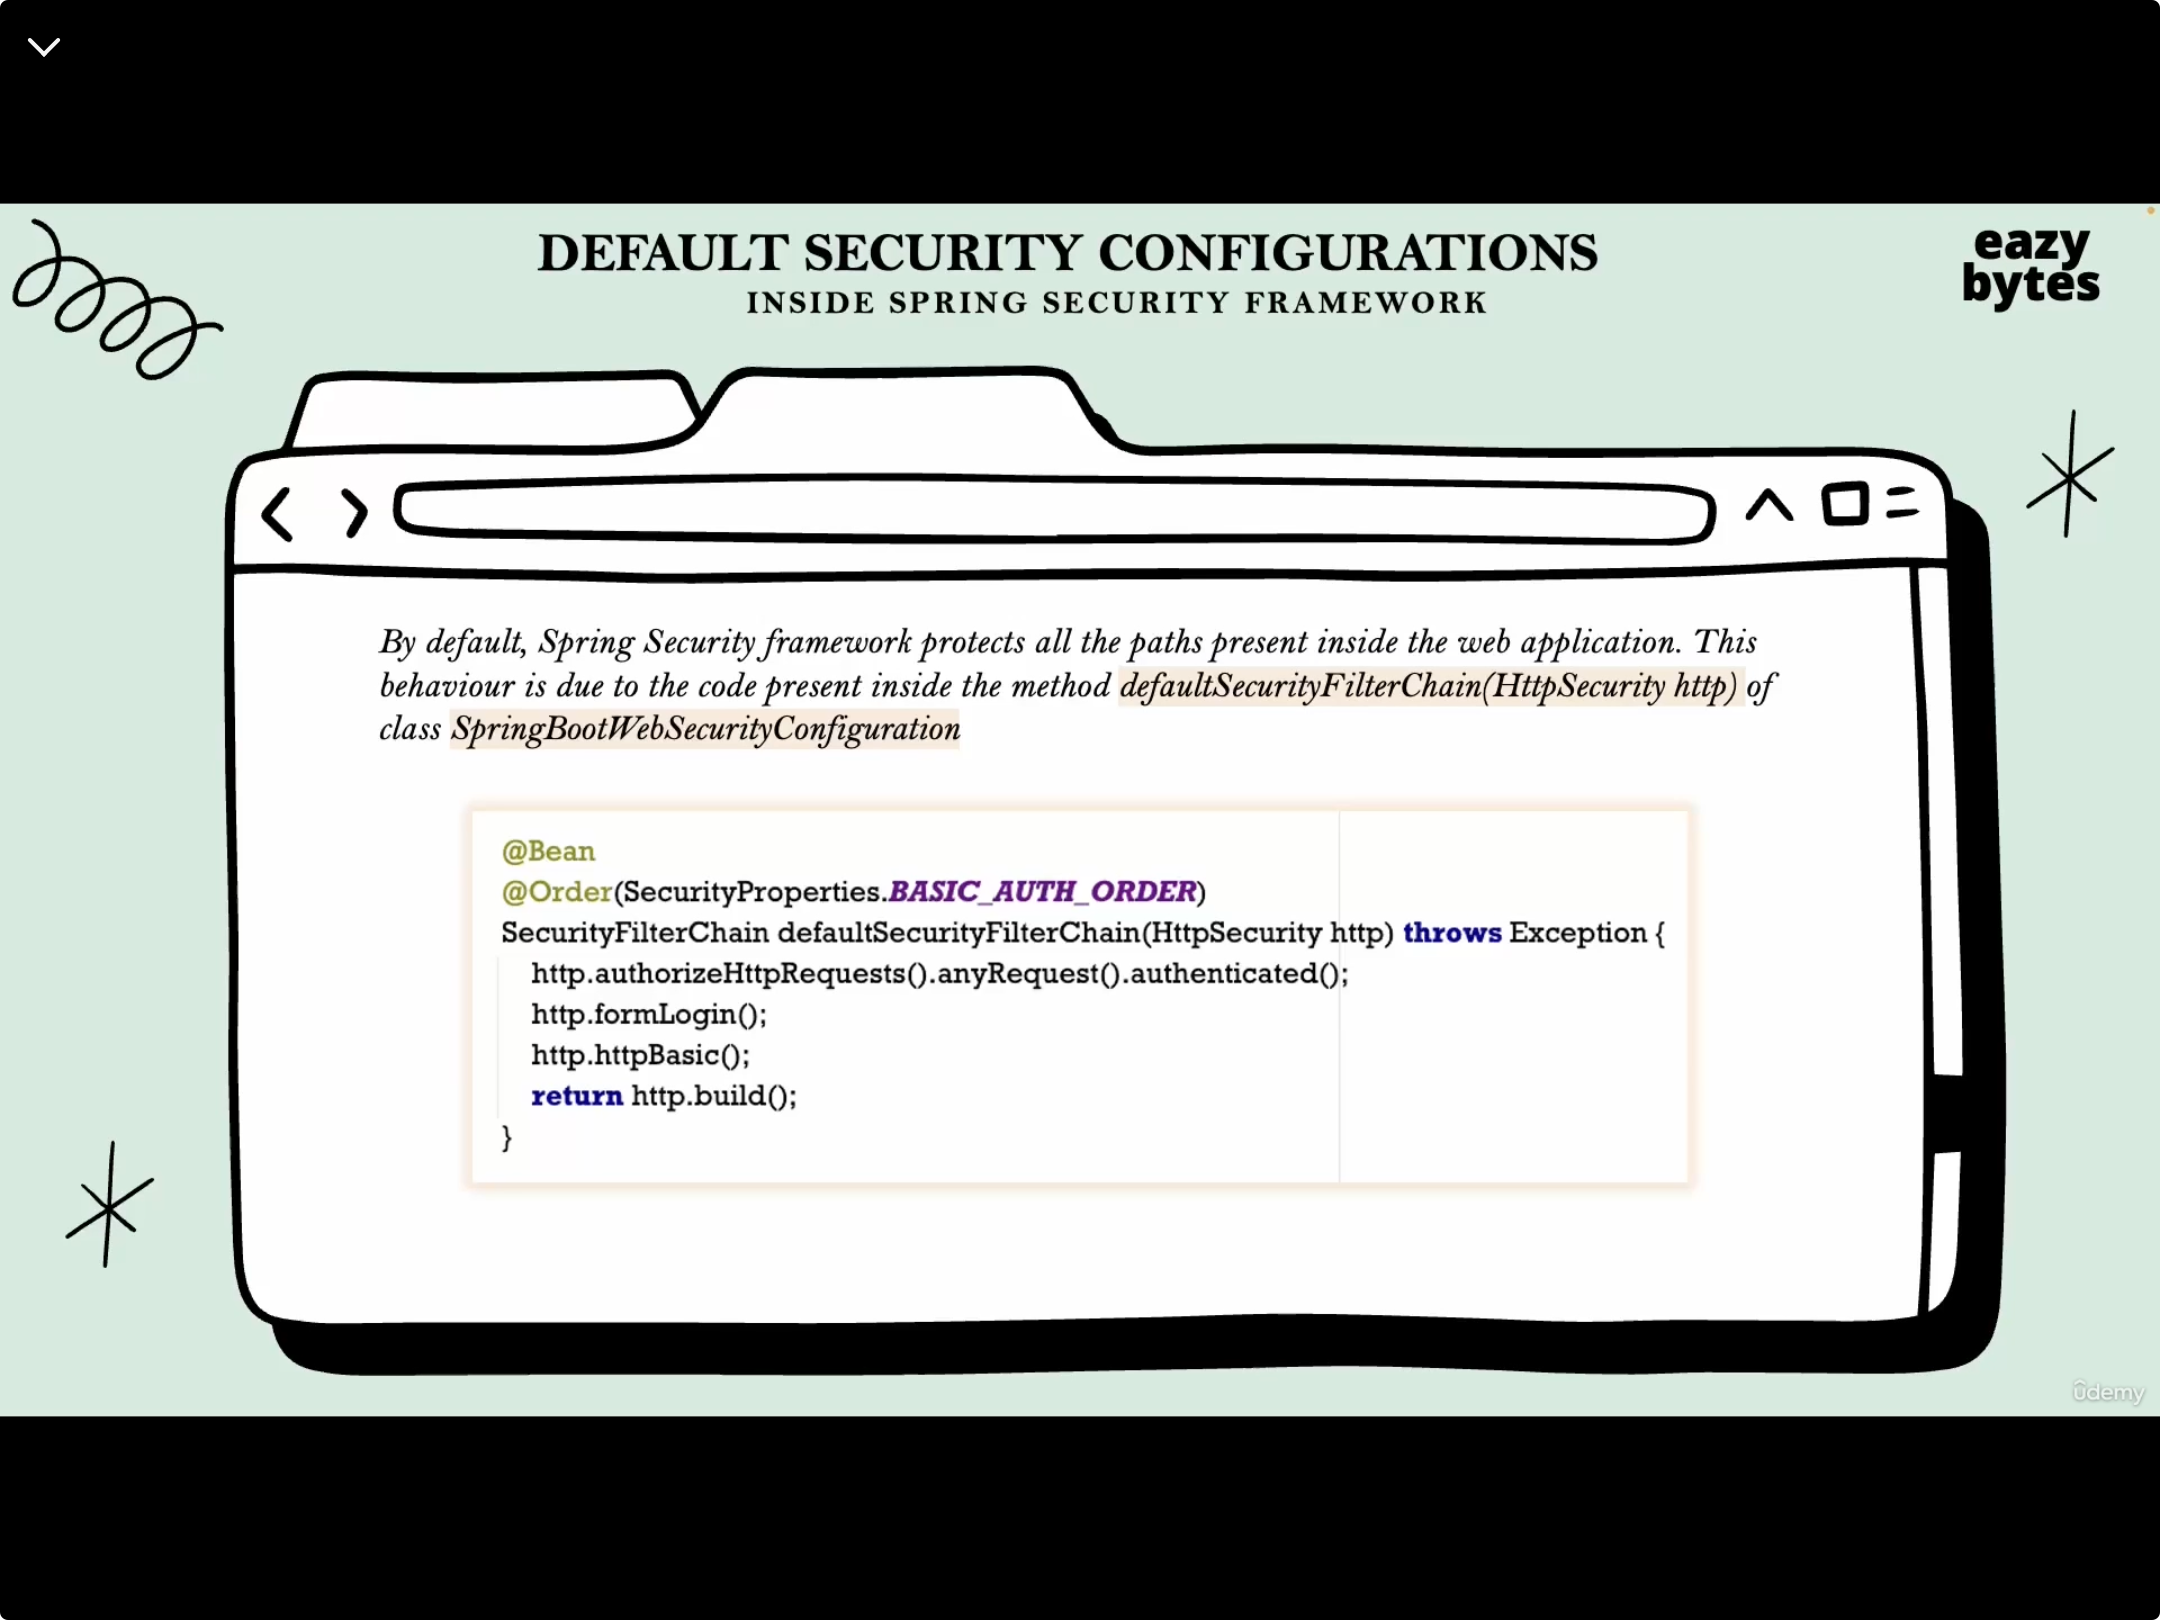 DEFAULT SECURITY CONFIGURATIONS
INSIDE SPRING SECURITY FRAMEWORK
eazy
bytes
By default, Spring Security framework protects all the paths present inside the web application. This
behaviour is due to the code present inside the method defaultSecurityFilterChain(HttpSecurity http) of
class SpringBootWebSecurityConfiguration
@Bean
@Order(SecurityProperties.BASIC_AUTH_ORDER)
SecurityFilterChain defaultSecurityFilterChain(HttpSecurity http) throws Exception {
http.authorizeHttpRequests().anyRequest().authenticated();
http.formLogin();
http.httpBasic();
return http.build();
}
ûdemy